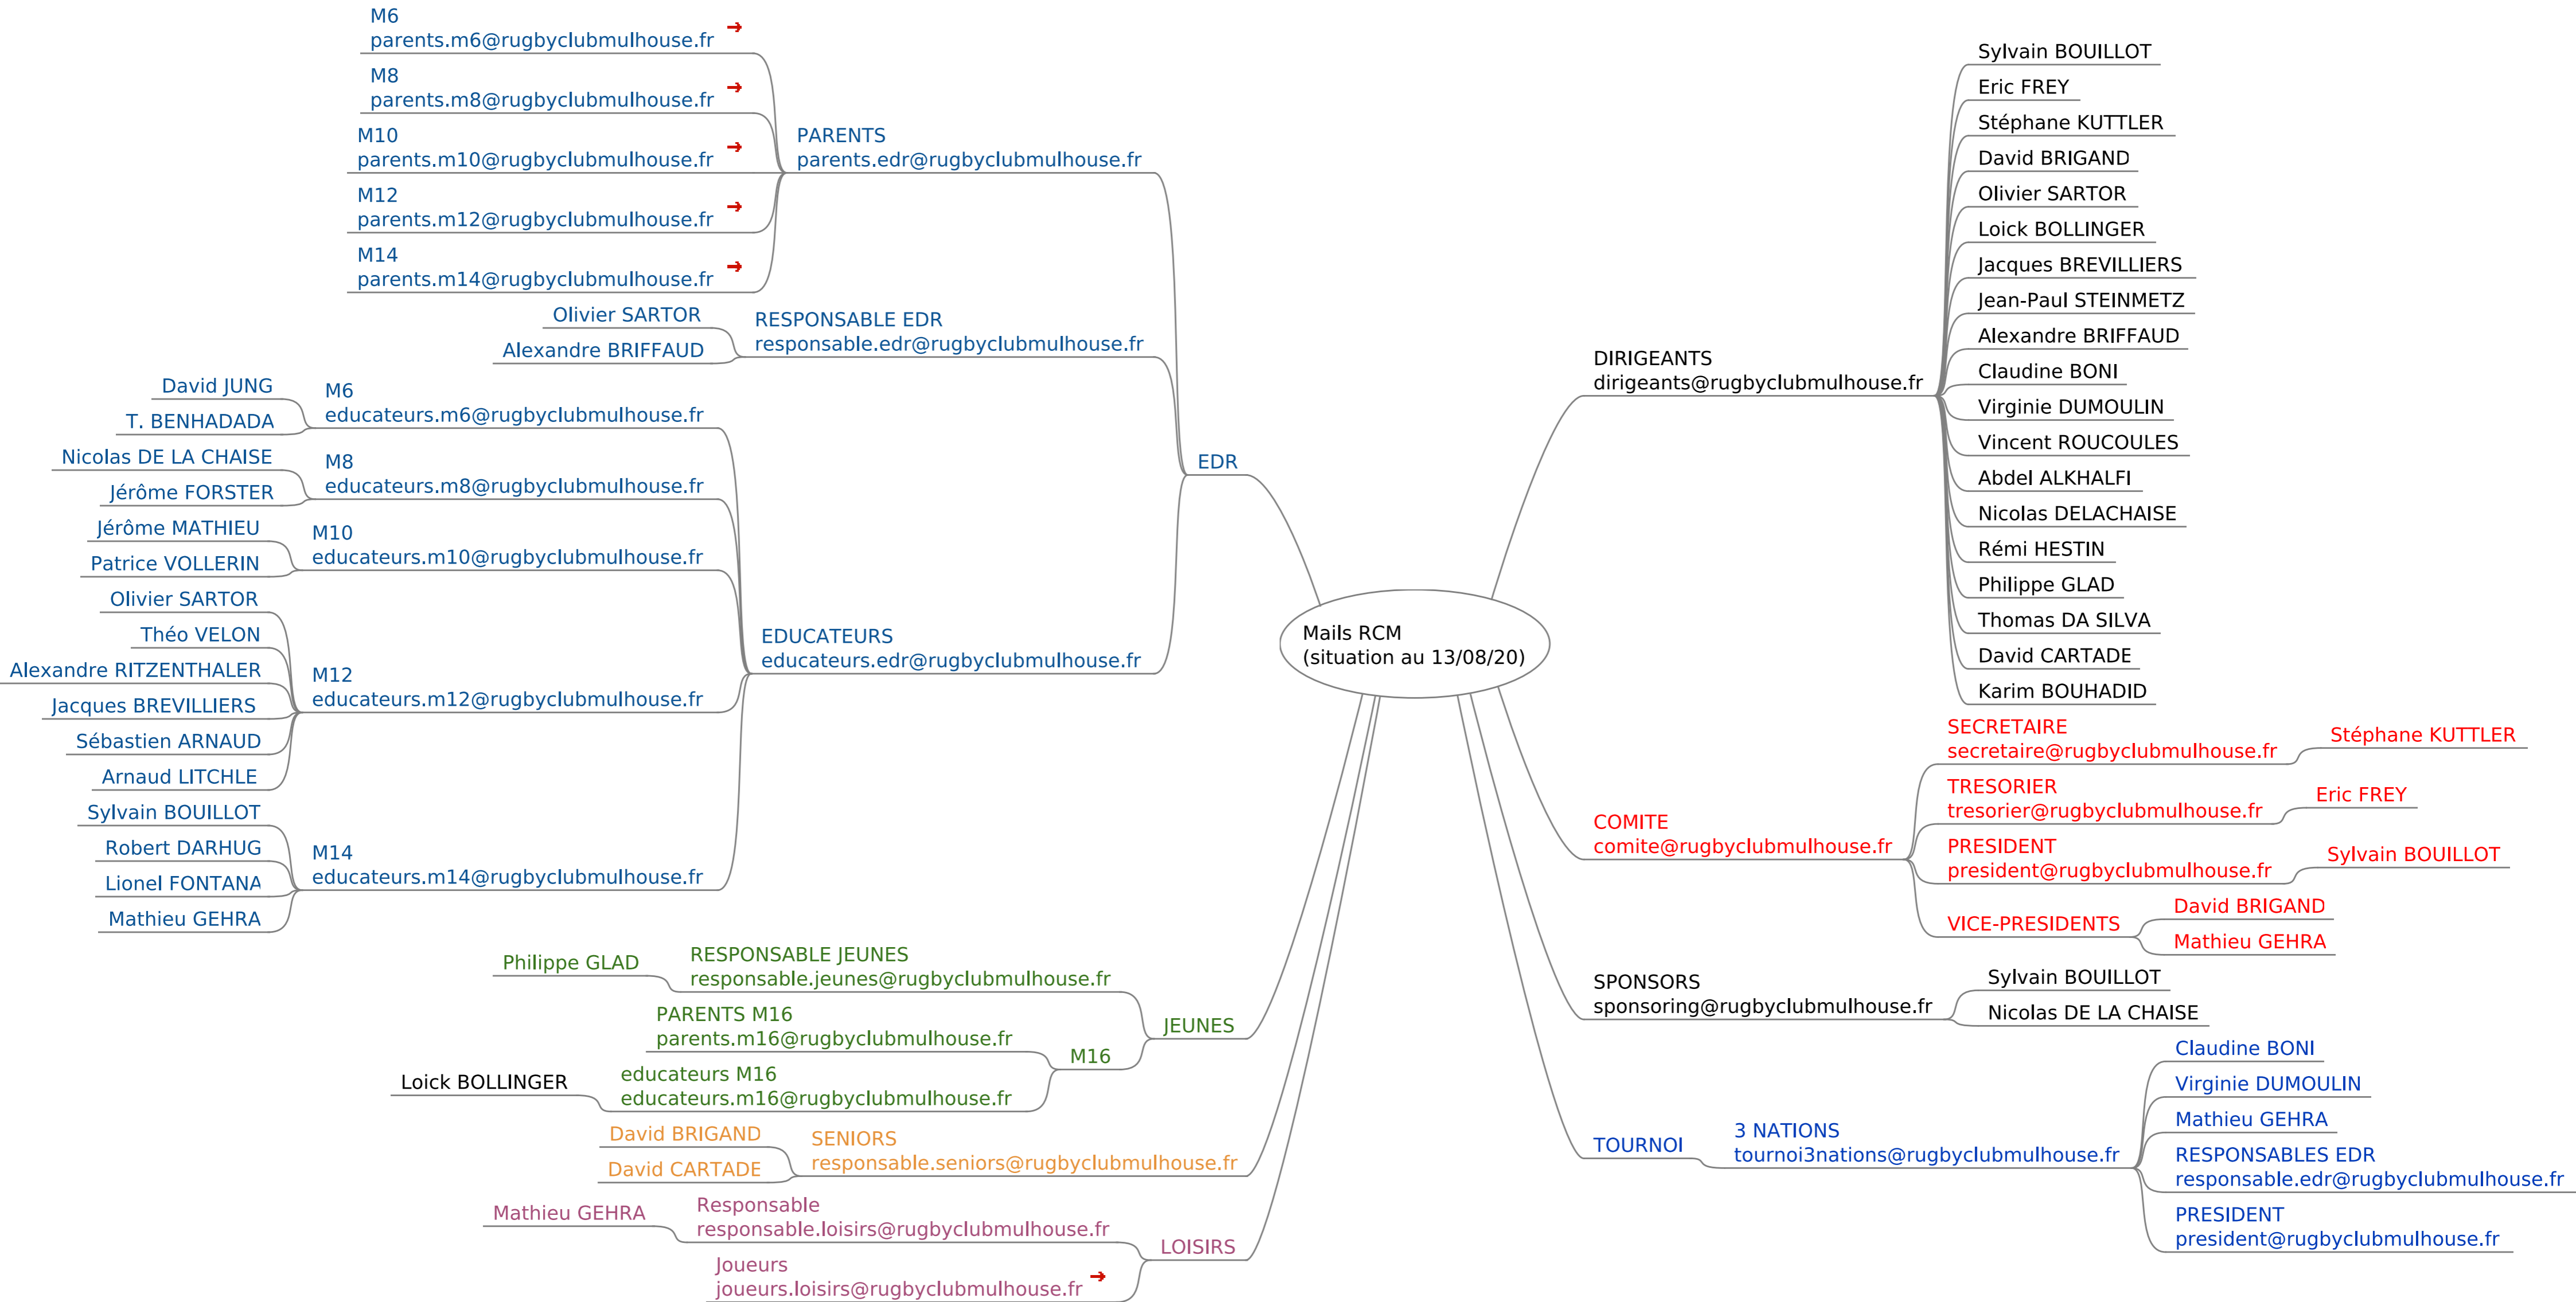 Mails RCM
(situation au 13/08/20)
DIRIGEANTS
dirigeants@rugbyclubmulhouse.fr
Sylvain BOUILLOT
Eric FREY
Stéphane KUTTLER
David BRIGAND
Olivier SARTOR
Loick BOLLINGER
Jacques BREVILLIERS
Jean-Paul STEINMETZ
Alexandre BRIFFAUD
Claudine BONI
Virginie DUMOULIN
Vincent ROUCOULES
Abdel ALKHALFI
Nicolas DELACHAISE
Rémi HESTIN
Philippe GLAD
Thomas DA SILVA
David CARTADE
Karim BOUHADID
COMITE
comite@rugbyclubmulhouse.fr
SECRETAIRE
secretaire@rugbyclubmulhouse.fr
Stéphane KUTTLER
TRESORIER
tresorier@rugbyclubmulhouse.fr
Eric FREY
PRESIDENT
president@rugbyclubmulhouse.fr
Sylvain BOUILLOT
VICE-PRESIDENTS
David BRIGAND
Mathieu GEHRA
SPONSORS
sponsoring@rugbyclubmulhouse.fr
Sylvain BOUILLOT
Nicolas DE LA CHAISE
TOURNOI
3 NATIONS
tournoi3nations@rugbyclubmulhouse.fr
Claudine BONI
Virginie DUMOULIN
Mathieu GEHRA
RESPONSABLES EDR
responsable.edr@rugbyclubmulhouse.fr
PRESIDENT
president@rugbyclubmulhouse.fr
EDR
PARENTS
parents.edr@rugbyclubmulhouse.fr
M6
parents.m6@rugbyclubmulhouse.fr
M8
parents.m8@rugbyclubmulhouse.fr
M10
parents.m10@rugbyclubmulhouse.fr
M12
parents.m12@rugbyclubmulhouse.fr
M14
parents.m14@rugbyclubmulhouse.fr
RESPONSABLE EDR
responsable.edr@rugbyclubmulhouse.fr
Olivier SARTOR
Alexandre BRIFFAUD
EDUCATEURS
educateurs.edr@rugbyclubmulhouse.fr
M6
educateurs.m6@rugbyclubmulhouse.fr
David JUNG
T. BENHADADA
M8
educateurs.m8@rugbyclubmulhouse.fr
Nicolas DE LA CHAISE
Jérôme FORSTER
M10
educateurs.m10@rugbyclubmulhouse.fr
Jérôme MATHIEU
Patrice VOLLERIN
M12
educateurs.m12@rugbyclubmulhouse.fr
Olivier SARTOR
Théo VELON
Alexandre RITZENTHALER
Jacques BREVILLIERS
Sébastien ARNAUD
Arnaud LITCHLE
M14
educateurs.m14@rugbyclubmulhouse.fr
Sylvain BOUILLOT
Robert DARHUG
Lionel FONTANA
Mathieu GEHRA
JEUNES
RESPONSABLE JEUNES
responsable.jeunes@rugbyclubmulhouse.fr
Philippe GLAD
M16
PARENTS M16
parents.m16@rugbyclubmulhouse.fr
educateurs M16
educateurs.m16@rugbyclubmulhouse.fr
Loick BOLLINGER
SENIORS
responsable.seniors@rugbyclubmulhouse.fr
David BRIGAND
David CARTADE
LOISIRS
Responsable
responsable.loisirs@rugbyclubmulhouse.fr
Mathieu GEHRA
Joueurs
joueurs.loisirs@rugbyclubmulhouse.fr